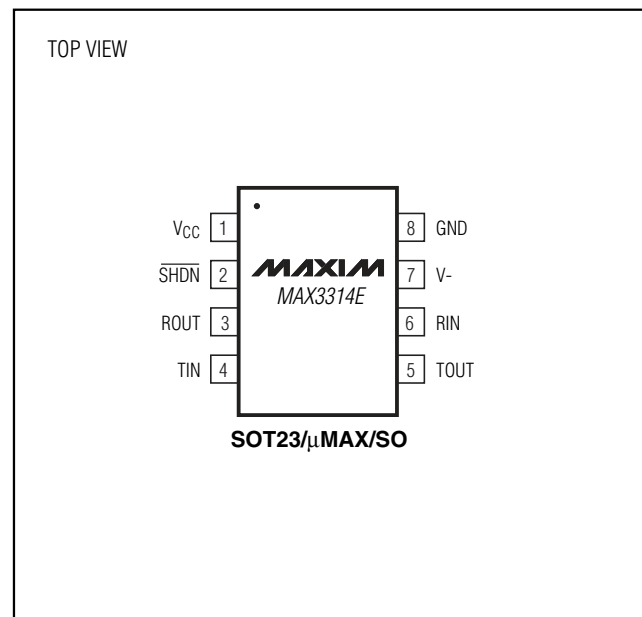 TOP VIEW
VCC 1
SHDN 2
ROUT 3
TIN 4
MAXIM
MAX3314E
8 GND
7 V-
6 RIN
5 TOUT
SOT23/µMAX/SO